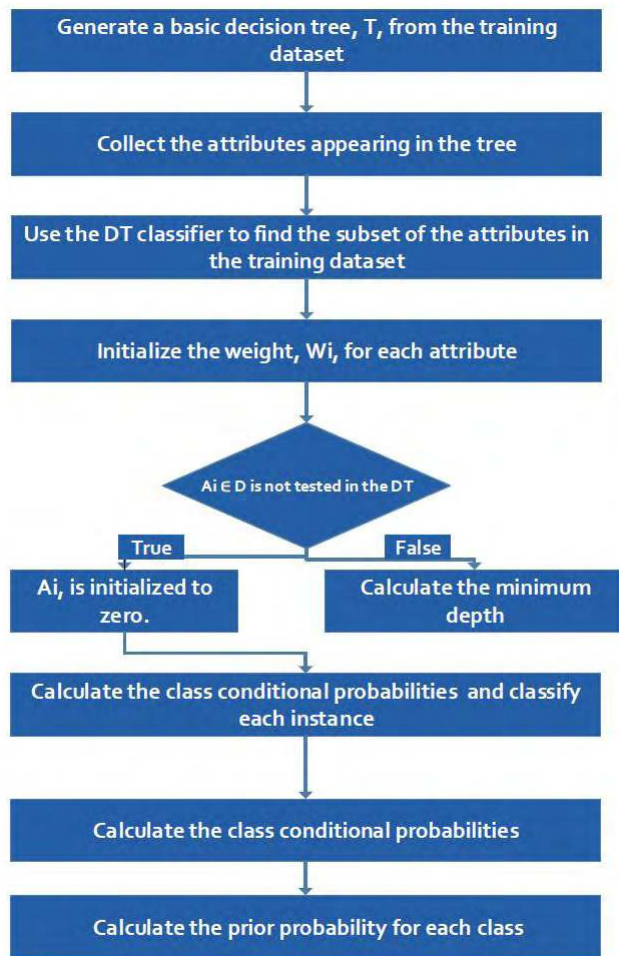 Generate a basic decision tree, T, from the training
dataset
Collect the attributes appearing in the tree
Use the DT classifier to find the subset of the attributes in
the training dataset
Initialize the weight, Wi, for each attribute
Ai ∈ D is not tested in the DT
True
False
Ai, is initialized to
zero.
Calculate the minimum
depth
Calculate the class conditional probabilities and classify
each instance
Calculate the class conditional probabilities
Calculate the prior probability for each class